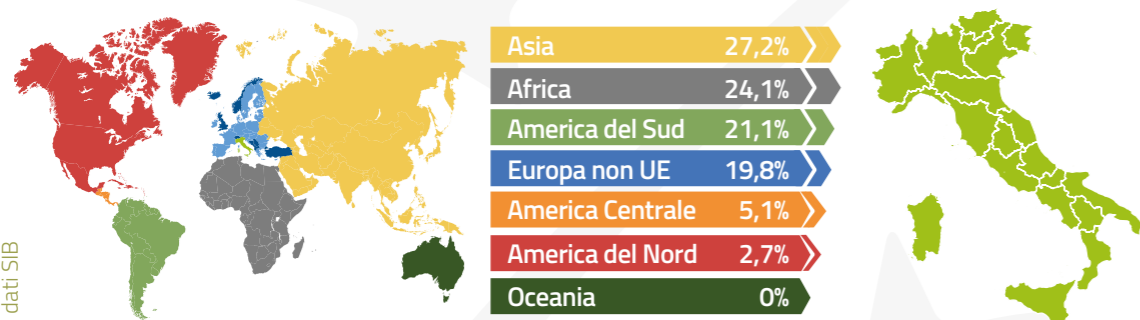 Asia 27,2%
Africa 24,1%
America del Sud 21,1%
Europa non UE 19,8%
America Centrale 5,1%
America del Nord 2,7%
Oceania 0%
dati SIB